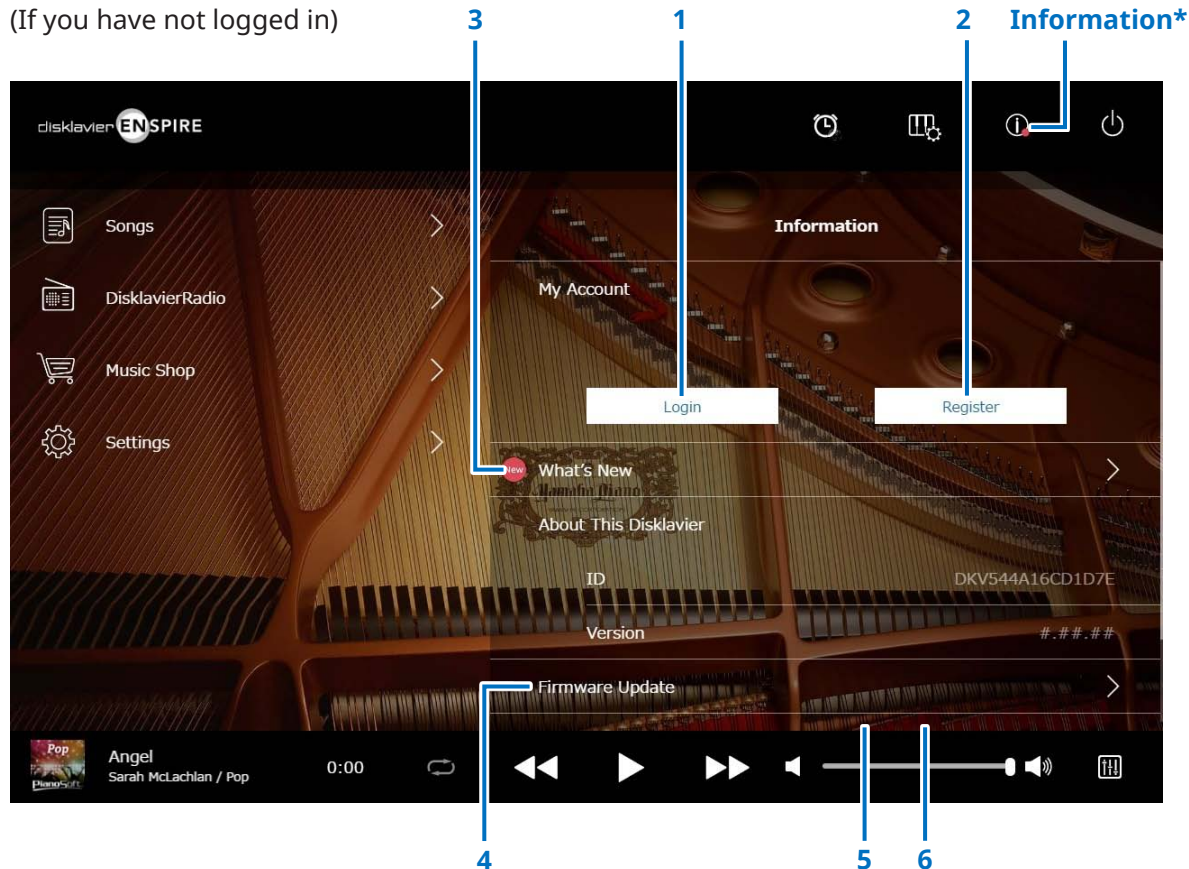 (If you have not logged in)
3
1
2
Information*
disklavier ENSPIRE
Songs
DisklavierRadio
Music Shop
Settings
Information
My Account
Login
Register
New
What's New
Yamaha Piano
About This Disklavier
ID
DKV544A16CD1D7E
Version
#.##.##
Firmware Update
Pop
PianoSoft
Angel
Sarah McLachlan / Pop
0:00
4
5
6